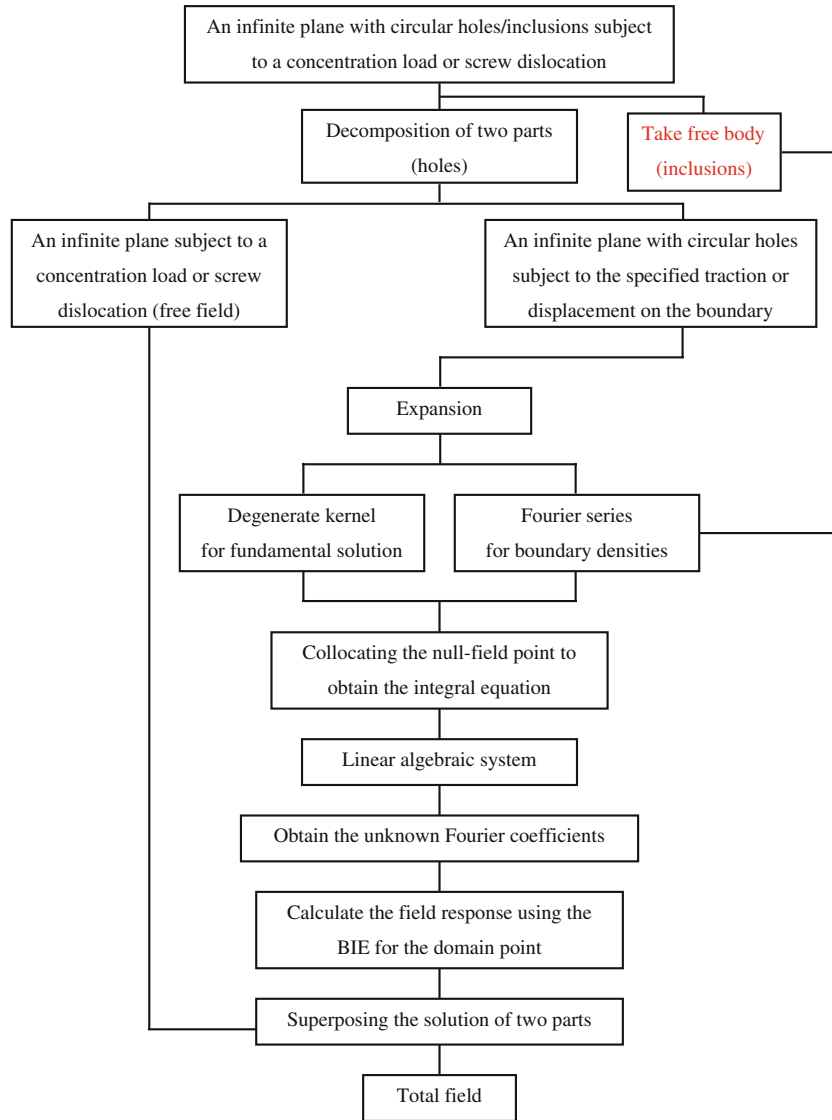 An infinite plane with circular holes/inclusions subject
to a concentration load or screw dislocation
Decomposition of two parts
(holes)
Take free body
(inclusions)
An infinite plane subject to a
concentration load or screw
dislocation (free field)
An infinite plane with circular holes
subject to the specified traction or
displacement on the boundary
Expansion
Degenerate kernel
for fundamental solution
Fourier series
for boundary densities
Collocating the null-field point to
obtain the integral equation
Linear algebraic system
Obtain the unknown Fourier coefficients
Calculate the field response using the
BIE for the domain point
Superposing the solution of two parts
Total field